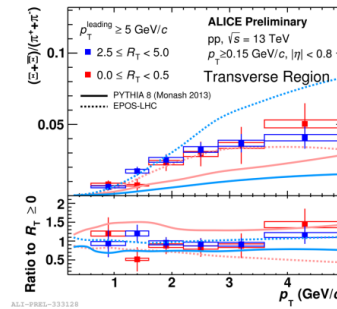 (Ξ+Ξ̅)/(π⁺+π⁻)
0.1
0.05
p_T^leading ≥ 5 GeV/c
2.5 ≤ R_T < 5.0
0.0 ≤ R_T < 0.5
PYTHIA 8 (Monash 2013)
EPOS-LHC
ALICE Preliminary
pp, √s = 13 TeV
p_T ≥0.15 GeV/c, |η| < 0.8
Transverse Region
Ratio to R_T ≥ 0
2
1.5
1
0.5
1 2 3 4
p_T (GeV/c
ALI-PREL-333128